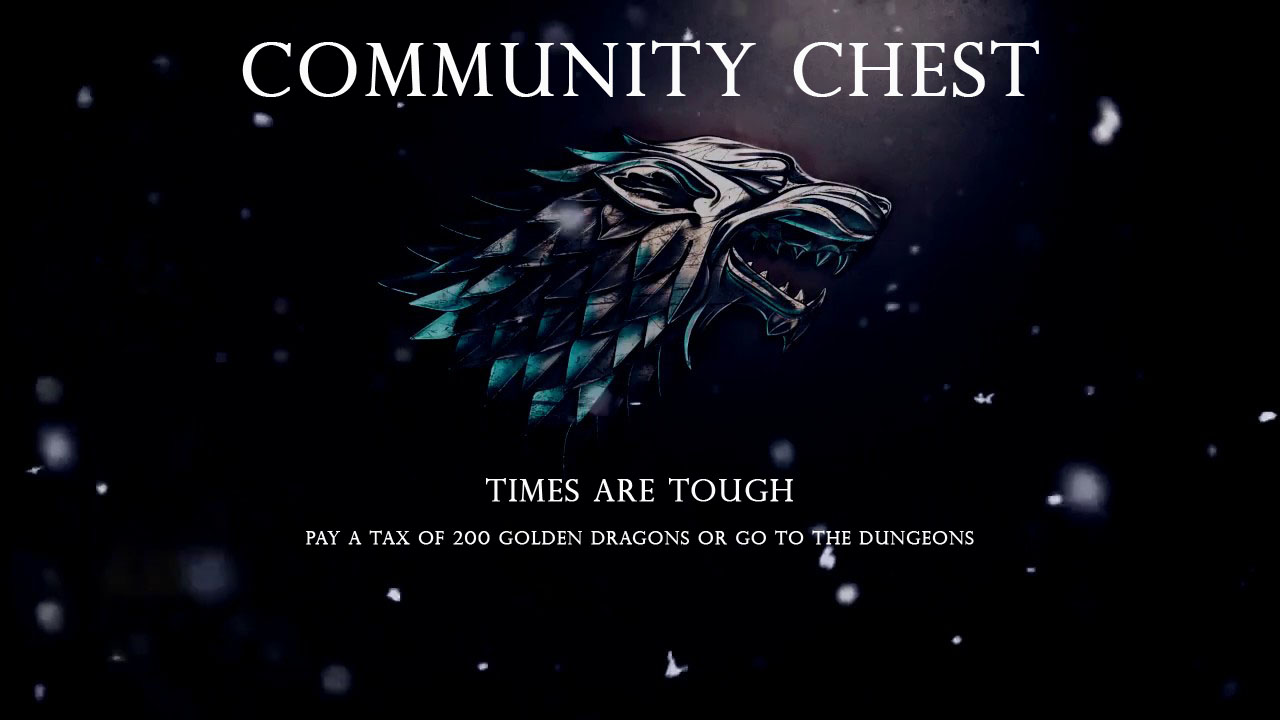 COMMUNITY CHEST
TIMES ARE TOUGH
PAY A TAX OF 200 GOLDEN DRAGONS OR GO TO THE DUNGEONS